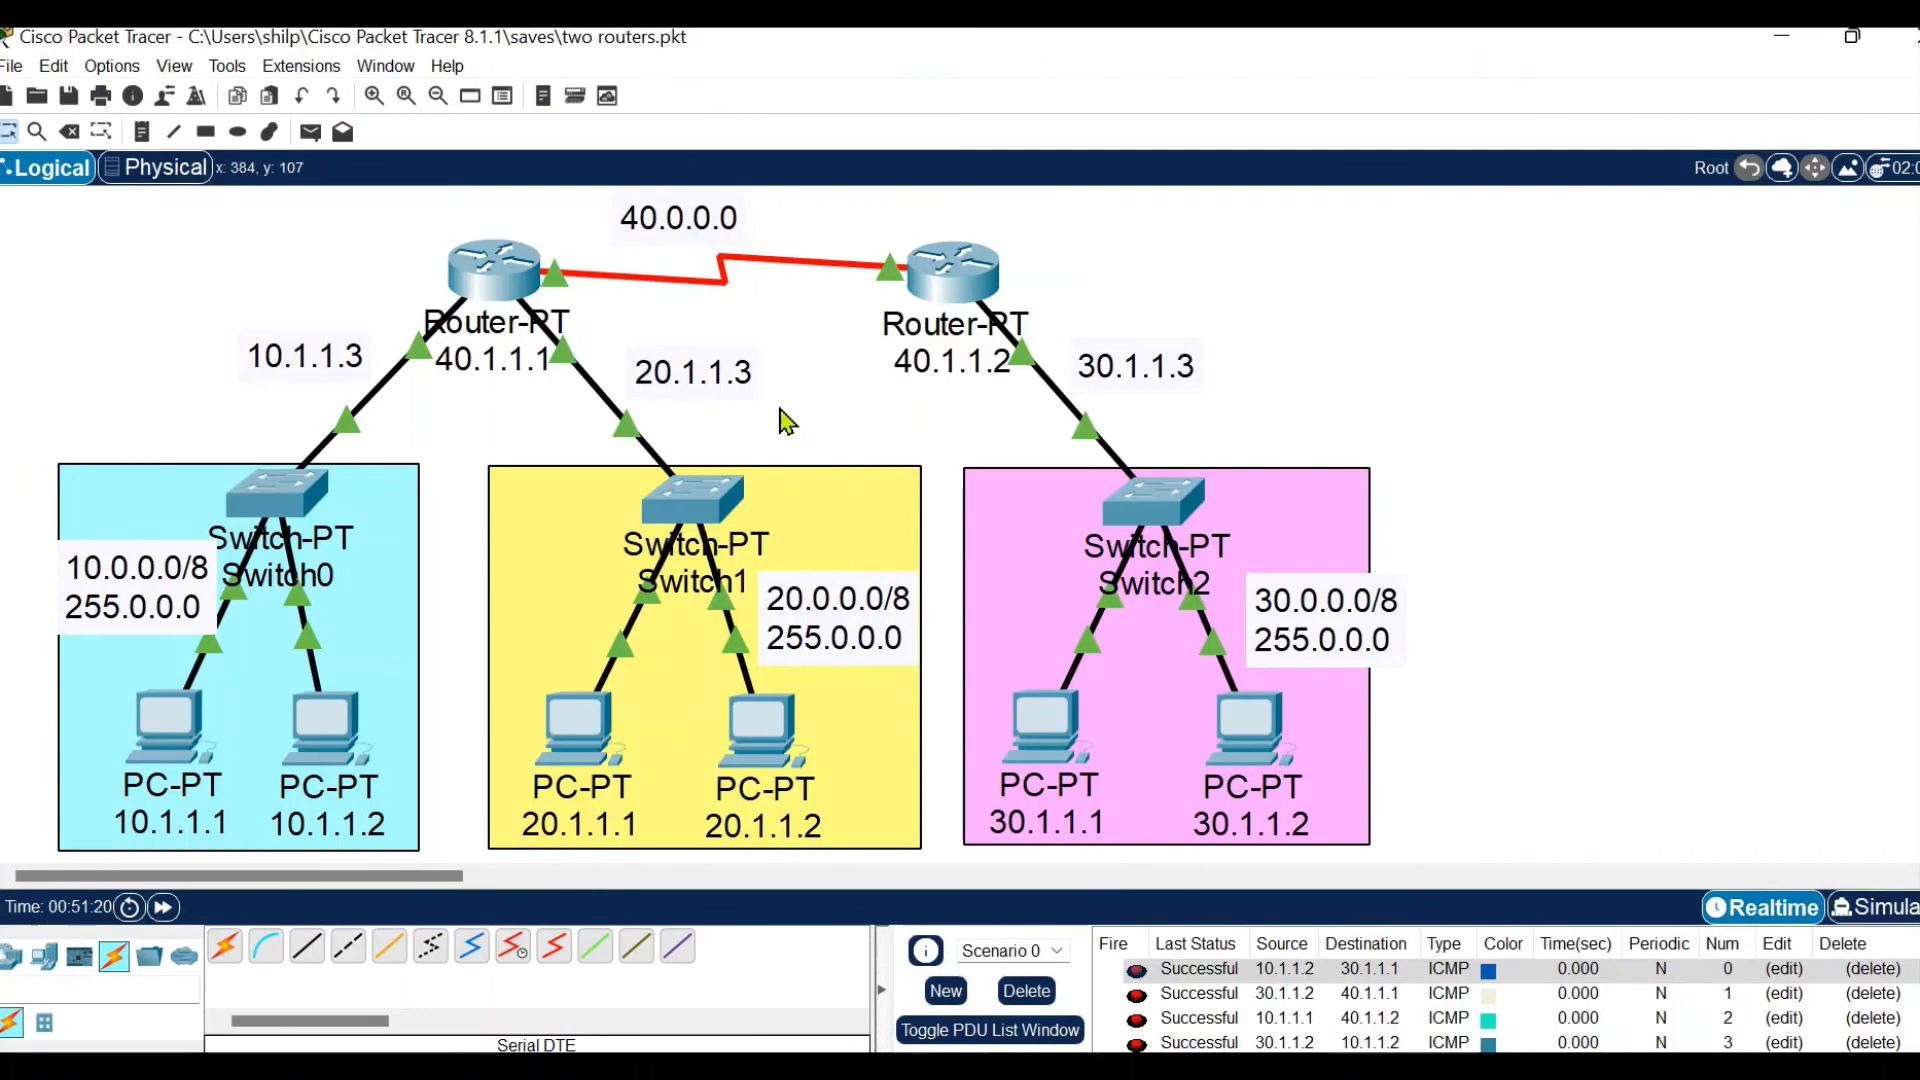 Cisco Packet Tracer - C:\Users\shilp\Cisco Packet Tracer 8.1.1\saves\two routers.pkt
File Edit Options View Tools Extensions Window Help
Logical Physical x: 384, y: 107 Root 02:0
40.0.0.0
Router-PT
40.1.1.1
Router-PT
40.1.1.2
10.1.1.3
20.1.1.3
30.1.1.3
Switch-PT
Switch0
10.0.0.0/8
255.0.0.0
Switch-PT
Switch1
20.0.0.0/8
255.0.0.0
Switch-PT
Switch2
30.0.0.0/8
255.0.0.0
PC-PT
10.1.1.1
PC-PT
10.1.1.2
PC-PT
20.1.1.1
PC-PT
20.1.1.2
PC-PT
30.1.1.1
PC-PT
30.1.1.2
Time: 00:51:20 Realtime Simula
Scenario 0
New Delete
Toggle PDU List Window
Serial DTE
Fire Last Status Source Destination Type Color Time(sec) Periodic Num Edit Delete
Successful 10.1.1.2 30.1.1.1 ICMP 0.000 N 0 (edit) (delete)
Successful 30.1.1.2 40.1.1.1 ICMP 0.000 N 1 (edit) (delete)
Successful 10.1.1.1 40.1.1.2 ICMP 0.000 N 2 (edit) (delete)
Successful 30.1.1.2 10.1.1.2 ICMP 0.000 N 3 (edit) (delete)